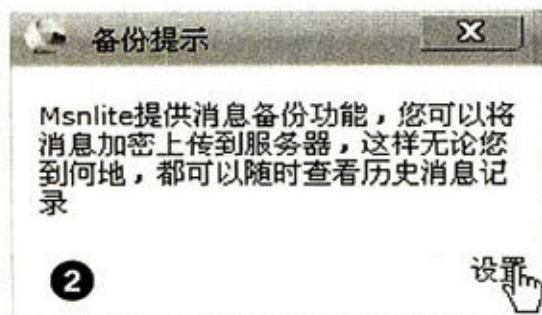 备份提示
Msnlite提供消息备份功能，您可以将
消息加密上传到服务器，这样无论您
到何地，都可以随时查看历史消息记
录
2
设置